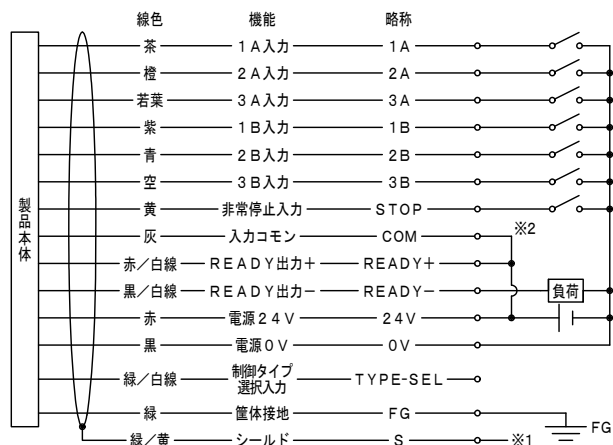 線色 機能 略称
茶 1A入力 1A
橙 2A入力 2A
若葉 3A入力 3A
紫 1B入力 1B
青 2B入力 2B
空 3B入力 3B
黄 非常停止入力 STOP
灰 入力コモン COM ※2
赤/白線 READY出力+ READY+
黒/白線 READY出力− READY− 負荷
赤 電源24V 24V
黒 電源0V 0V
緑/白線 制御タイプ TYPE-SEL
選択入力
緑 筐体接地 FG FG
緑/黄 シールド S ※1
製品本体